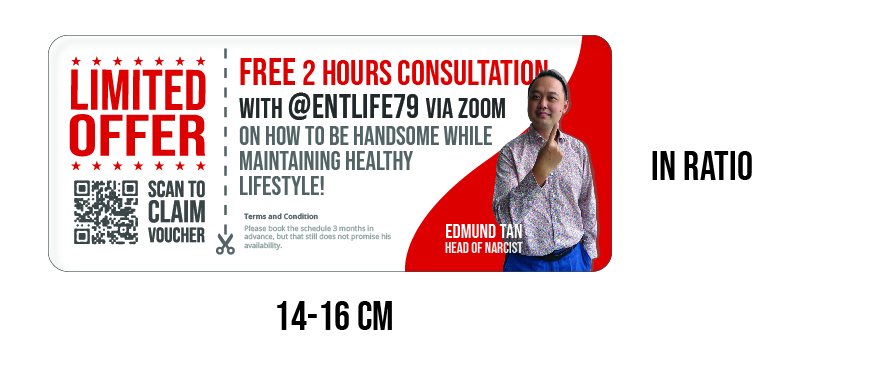 LIMITED
OFFER
SCAN TO
CLAIM
VOUCHER
FREE 2 HOURS CONSULTATION
WITH @ENTLIFE79 VIA ZOOM
ON HOW TO BE HANDSOME WHILE
MAINTAINING HEALTHY
LIFESTYLE!
Terms and Condition
Please book the schedule 3 months in
advance, but that still does not promise his
availability.
EDMUND TAN
HEAD OF NARCIST
IN RATIO
14-16 CM